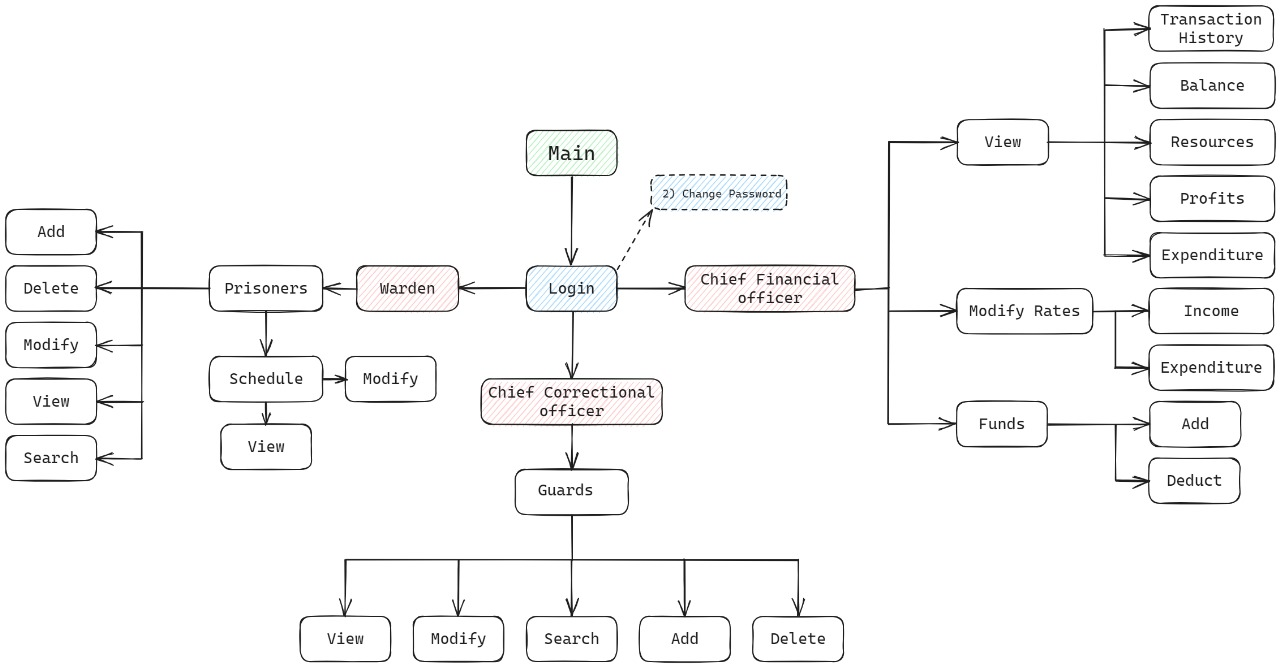 Transaction
History
Balance
Main
View
Resources
2) Change Password
Profits
Add
Expenditure
Delete
Prisoners
Warden
Login
Chief Financial
officer
Modify Rates
Income
Modify
Expenditure
Schedule
Modify
Chief Correctional
officer
View
Funds
Add
View
Search
Deduct
Guards
View
Modify
Search
Add
Delete